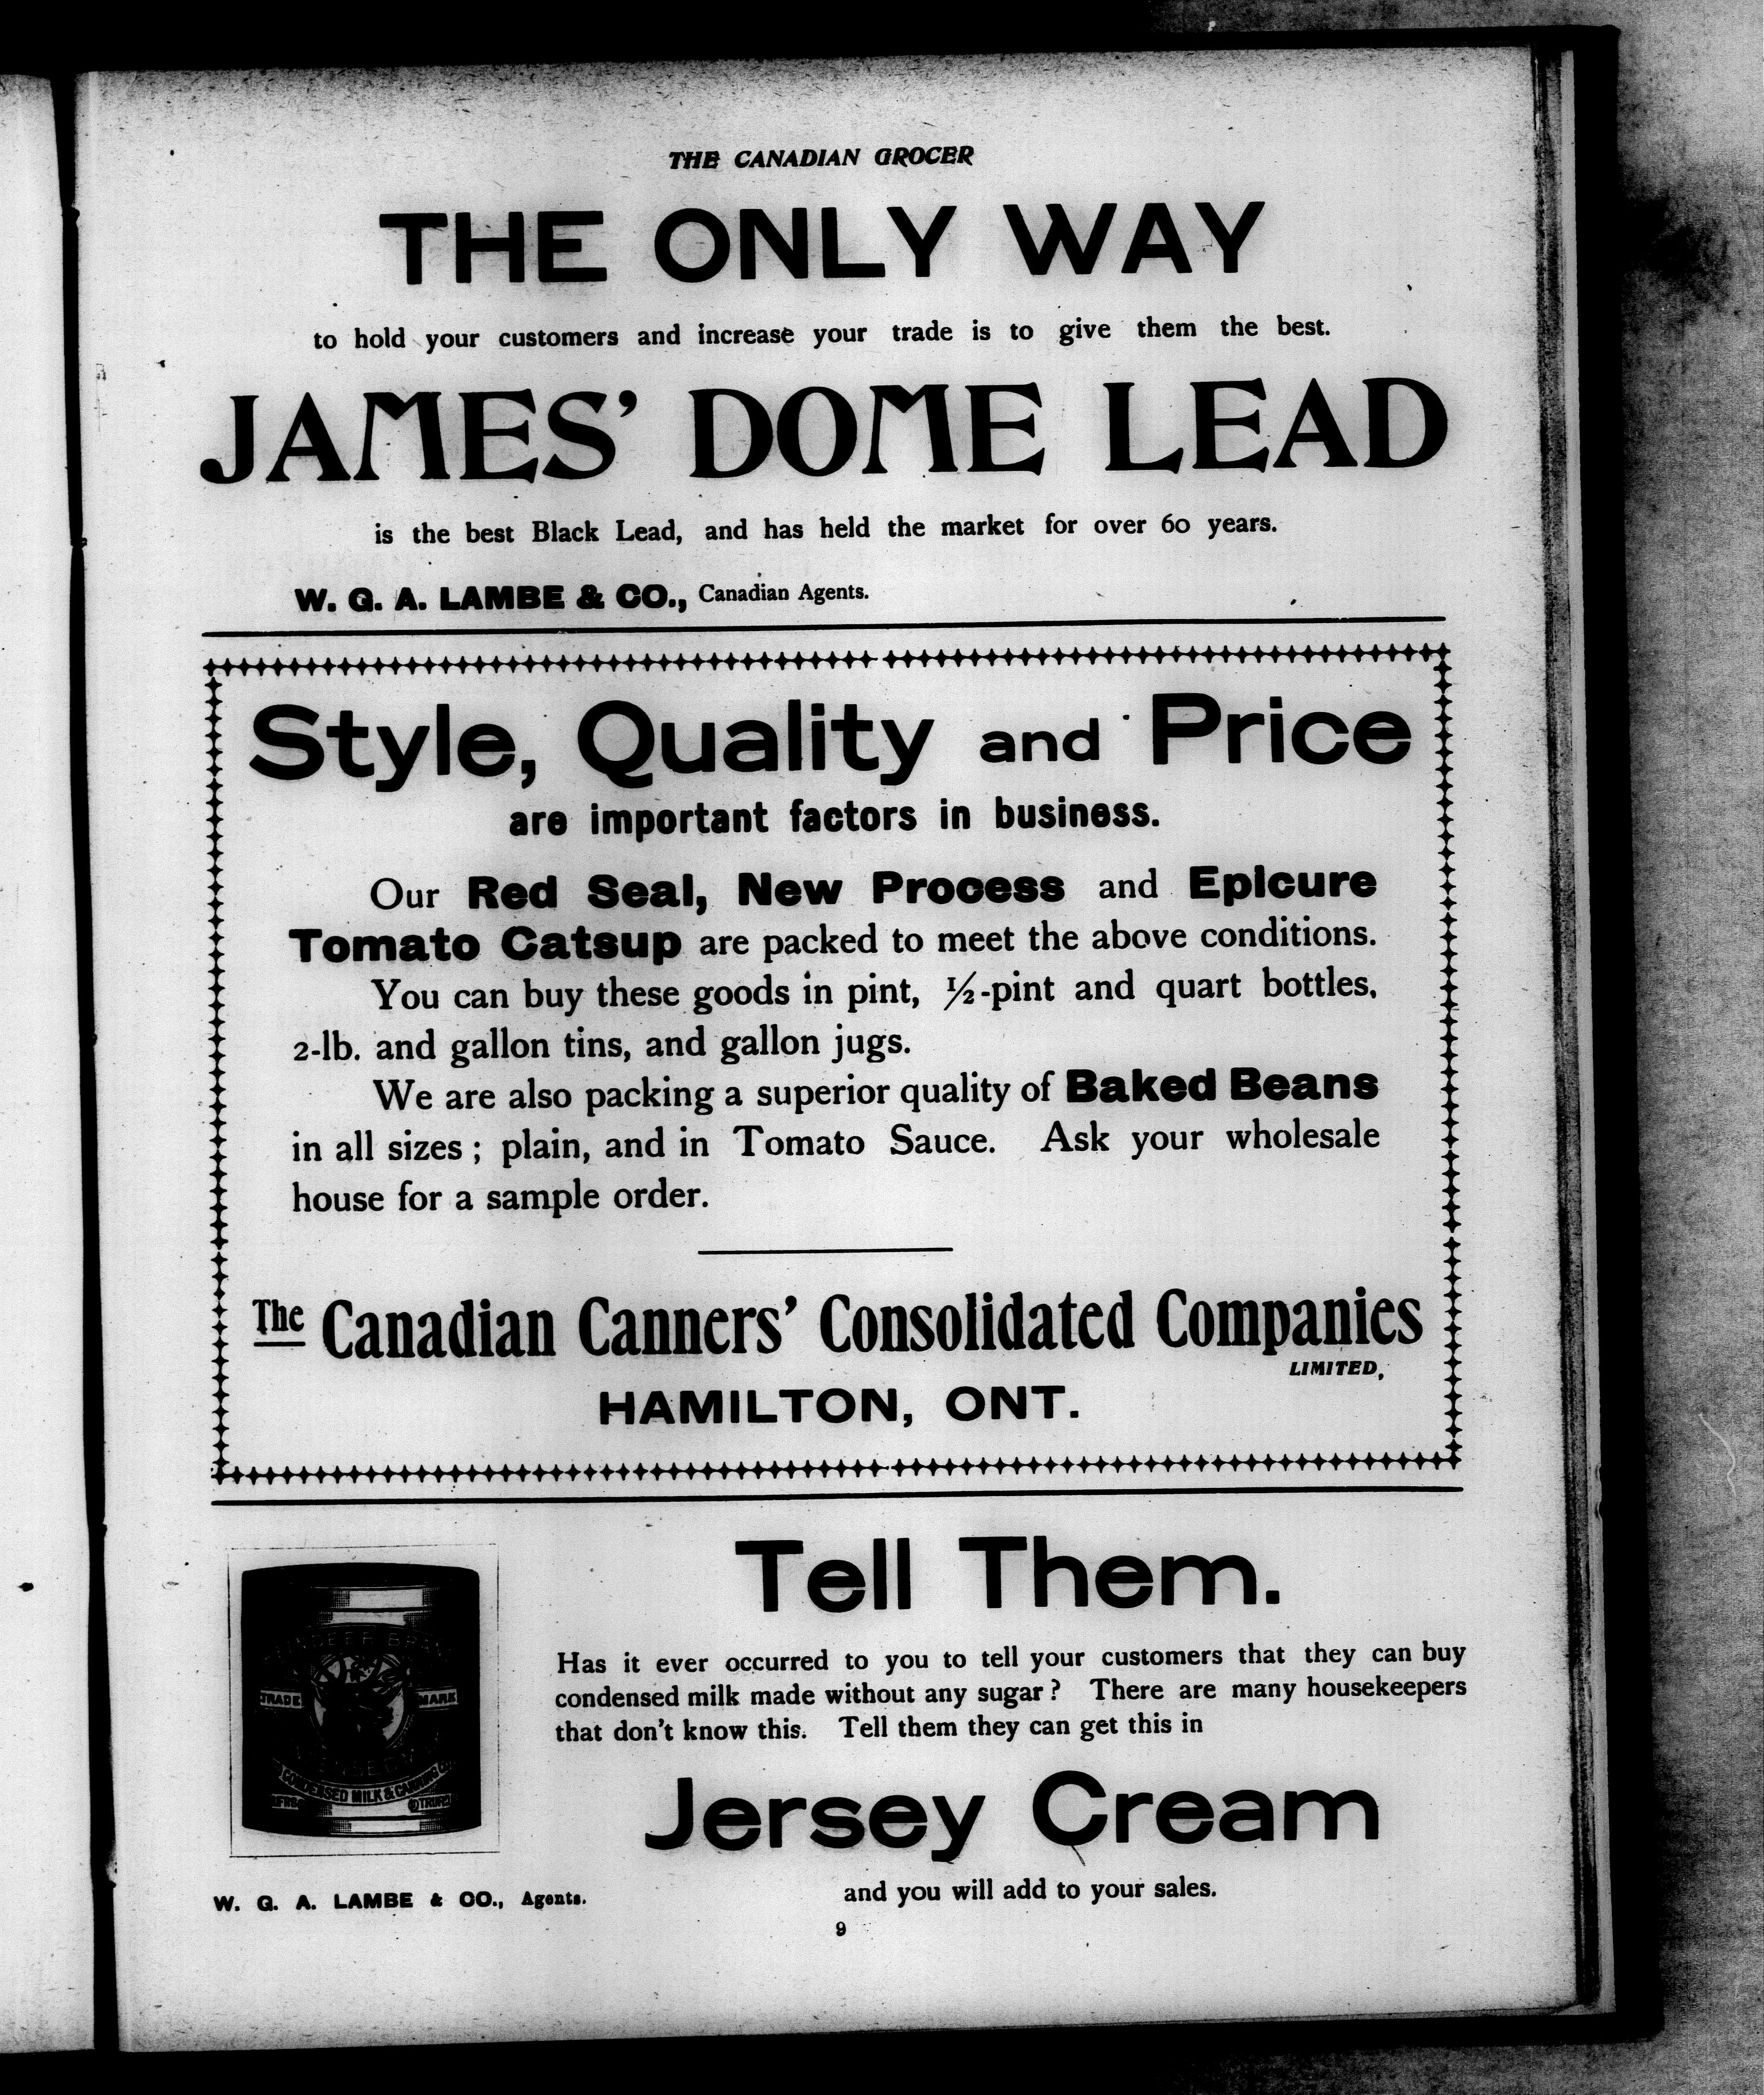 THE CANADIAN GROCER
THE ONLY WAY
to hold your customers and increase your trade is to give them the best.
JAMES' DOME LEAD
is the best Black Lead, and has held the market for over 60 years.
W. G. A. LAMBE & CO., Canadian Agents.
Style, Quality and Price
are important factors in business.
Our Red Seal, New Process and Epicure
Tomato Catsup are packed to meet the above conditions.
You can buy these goods in pint, ½-pint and quart bottles,
2-lb. and gallon tins, and gallon jugs.
We are also packing a superior quality of Baked Beans
in all sizes ; plain, and in Tomato Sauce. Ask your wholesale
house for a sample order.
The Canadian Canners' Consolidated Companies
LIMITED,
HAMILTON, ONT.
Tell Them.
Has it ever occurred to you to tell your customers that they can buy
condensed milk made without any sugar ? There are many housekeepers
that don't know this. Tell them they can get this in
Jersey Cream
and you will add to your sales.
TRADE MARK
CONDENSED MILK & CANNING CO
W. G. A. LAMBE & CO., Agents.
9